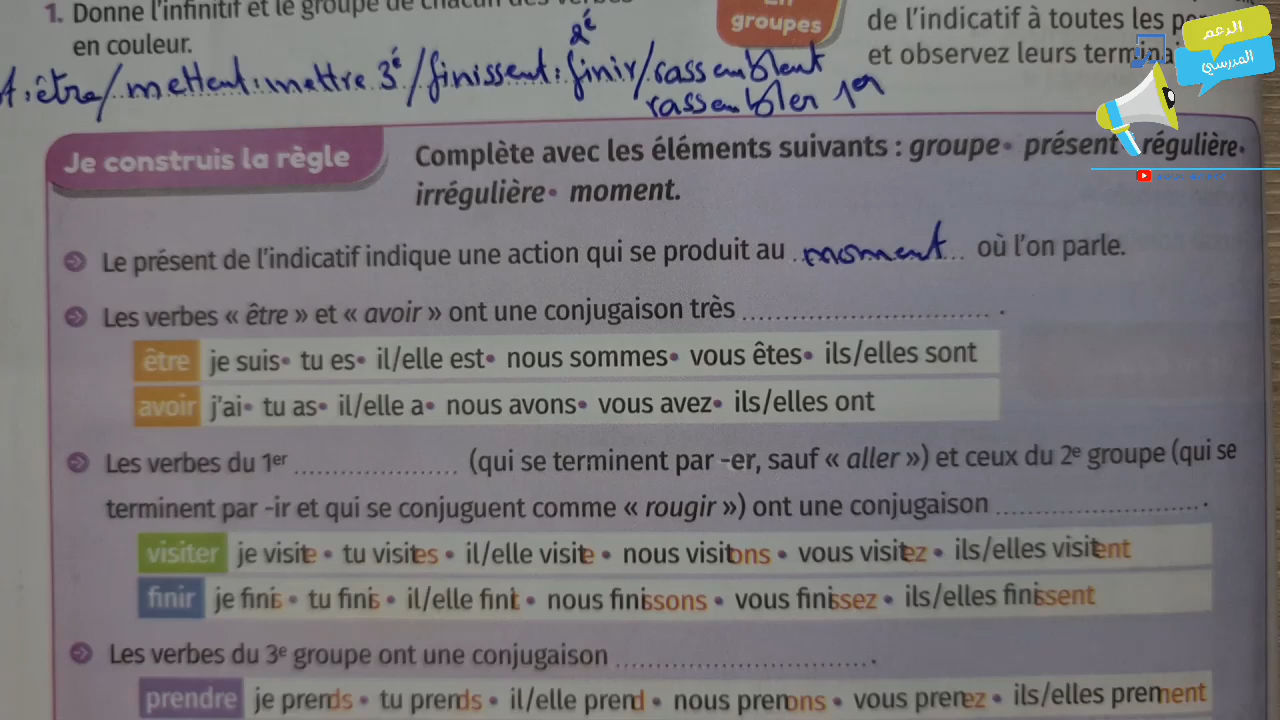 1. Donne l'infinitif et le groupe de chacun des verbes
en couleur.
En
groupes
de l'indicatif à toutes les
et observez leurs
الدعم
المدرسي
2é
: être / mettent : mettre 3é / finissent : finir / rassemblent
rassembler 1er
Je construis la règle
Complète avec les éléments suivants : groupe • présent • régulière •
irrégulière • moment.
Le présent de l'indicatif indique une action qui se produit au moment où l'on parle.
Les verbes « être » et « avoir » ont une conjugaison très .............................. .
être je suis • tu es • il/elle est • nous sommes • vous êtes • ils/elles sont
avoir j'ai • tu as • il/elle a • nous avons • vous avez • ils/elles ont
Les verbes du 1er .................... (qui se terminent par -er, sauf « aller ») et ceux du 2e groupe (qui se
terminent par -ir et qui se conjuguent comme « rougir ») ont une conjugaison ......................... .
visiter je visite • tu visites • il/elle visite • nous visitons • vous visitez • ils/elles visitent
finir je finis • tu finis • il/elle finit • nous finissons • vous finissez • ils/elles finissent
Les verbes du 3e groupe ont une conjugaison .............................. .
prendre je prends • tu prends • il/elle prend • nous prenons • vous prenez • ils/elles prennent